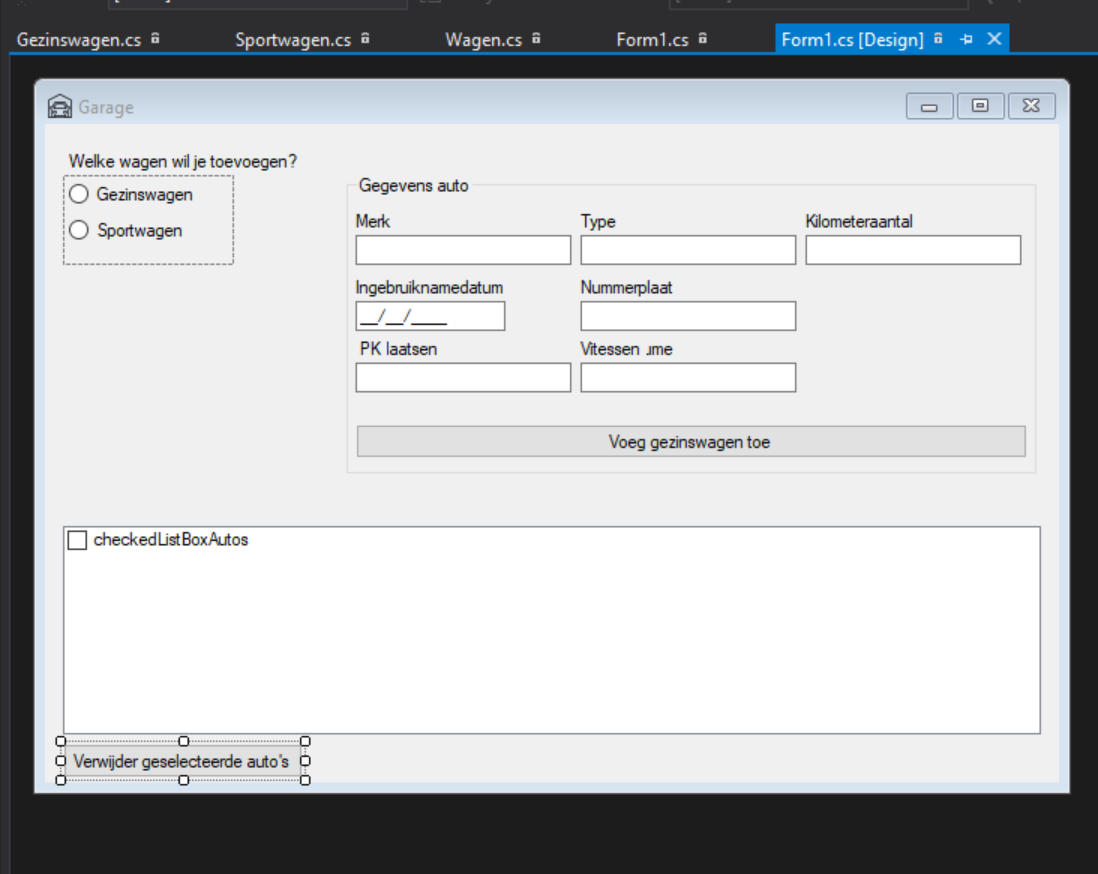 Gezinswagen.cs
Sportwagen.cs
Wagen.cs
Form1.cs
Form1.cs [Design]
Garage
Welke wagen wil je toevoegen?
Gezinswagen
Sportwagen
Gegevens auto
Merk
Type
Kilometeraantal
Ingebruiknamedatum
Nummerplaat
__/__/____
PK laatsen
Vitessen
Voeg gezinswagen toe
checkedListBoxAutos
Verwijder geselecteerde auto's